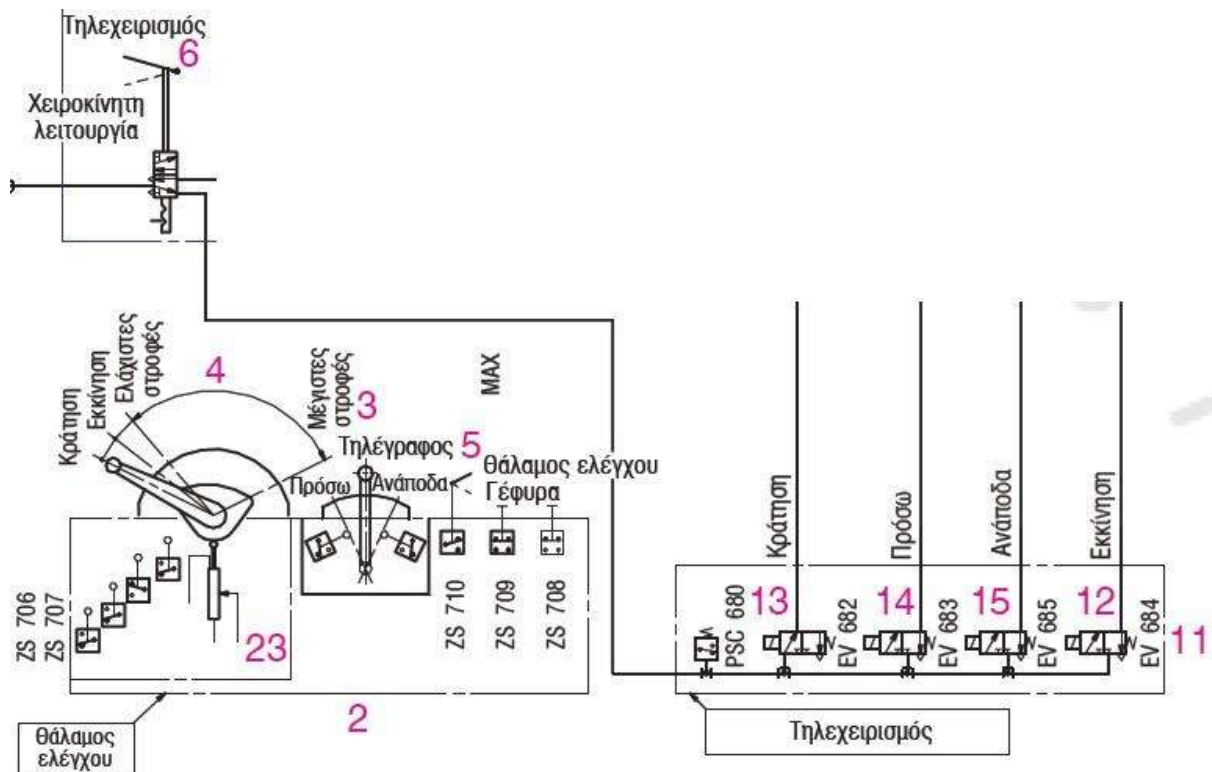 Τηλεχειρισμός
6
Χειροκίνητη
λειτουργία
Κράτηση
Εκκίνηση
Ελάχιστες
στροφές
4
Μέγιστες
στροφές
3
MAX
Τηλέγραφος
5
Πρόσω
Ανάποδα
Θάλαμος ελέγχου
Γέφυρα
ZS 706
ZS 707
23
ZS 710
ZS 709
ZS 708
2
Θάλαμος
ελέγχου
Κράτηση
Πρόσω
Ανάποδα
Εκκίνηση
PSC 680
13
EV 682
14
EV 683
15
EV 685
12
EV 684
11
Τηλεχειρισμός